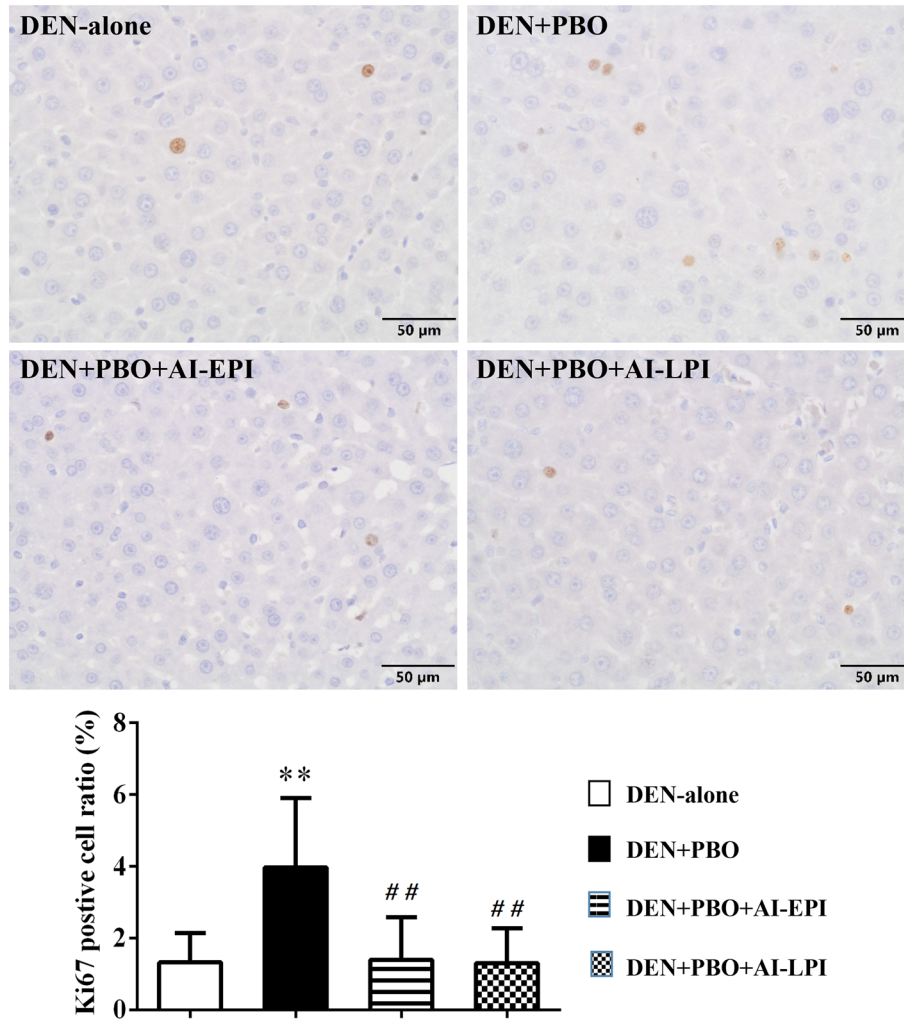 DEN-alone
DEN+PBO
50 µm
50 µm
DEN+PBO+AI-EPI
DEN+PBO+AI-LPI
50 µm
50 µm
Ki67 postive cell ratio (%)
8
6
4
2
0
**
##
##
DEN-alone
DEN+PBO
DEN+PBO+AI-EPI
DEN+PBO+AI-LPI